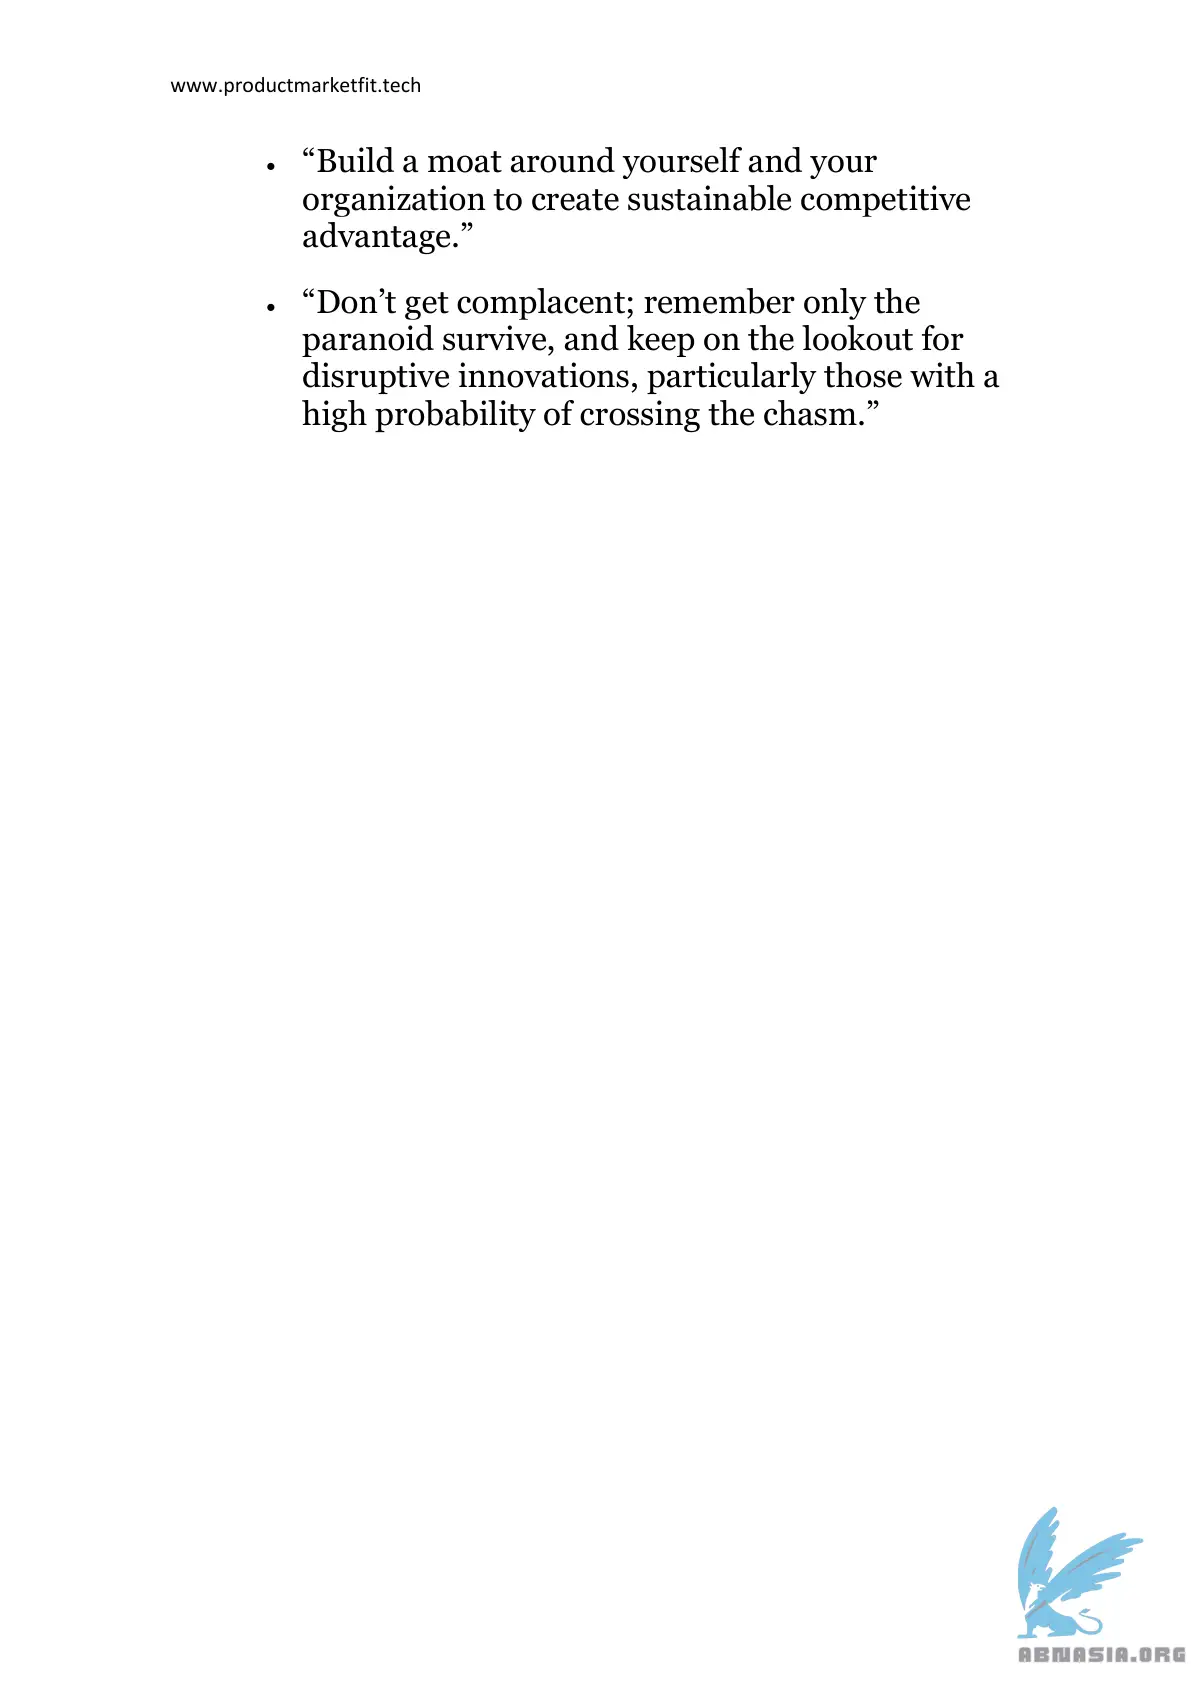 www.productmarketfit.tech
• “Build a moat around yourself and your
organization to create sustainable competitive
advantage.”
• “Don’t get complacent; remember only the
paranoid survive, and keep on the lookout for
disruptive innovations, particularly those with a
high probability of crossing the chasm.”
ABNASIA.ORG